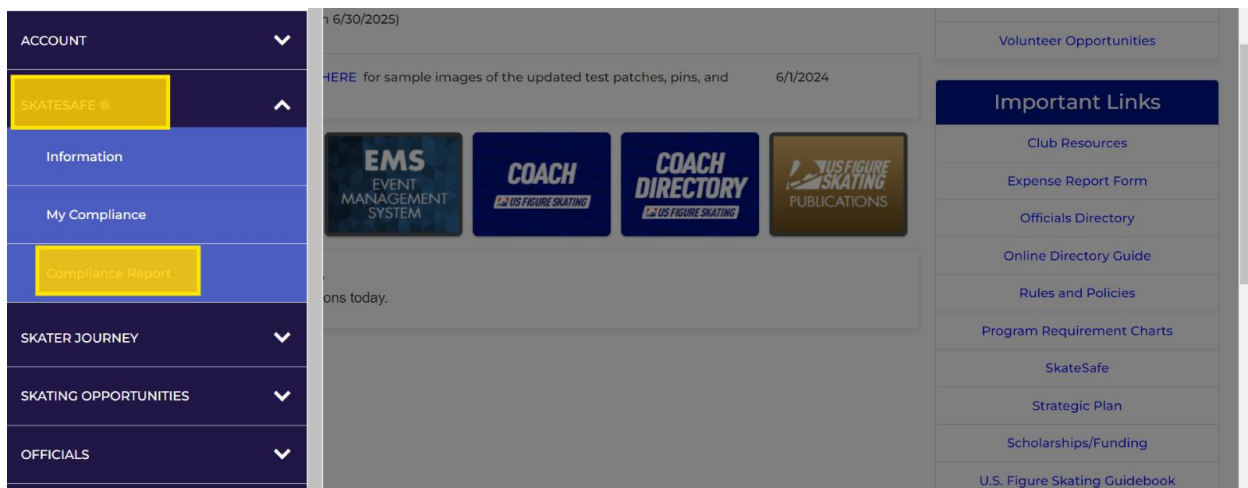 ACCOUNT
SKATESAFE ®
Information
My Compliance
Compliance Report
SKATER JOURNEY
SKATING OPPORTUNITIES
OFFICIALS
6/30/2025)
HERE for sample images of the updated test patches, pins, and
6/1/2024
EMS
EVENT
MANAGEMENT
SYSTEM
COACH
US FIGURE SKATING
COACH
DIRECTORY
US FIGURE SKATING
US FIGURE
SKATING
PUBLICATIONS
ons today.
Volunteer Opportunities
Important Links
Club Resources
Expense Report Form
Officials Directory
Online Directory Guide
Rules and Policies
Program Requirement Charts
SkateSafe
Strategic Plan
Scholarships/Funding
U.S. Figure Skating Guidebook